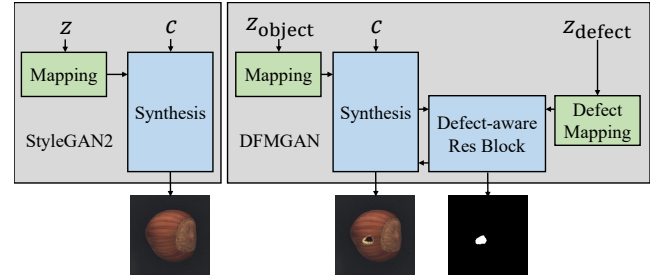 z
c
Mapping
Synthesis
StyleGAN2
z_object
c
z_defect
Mapping
Synthesis
DFMGAN
Defect-aware
Res Block
Defect
Mapping